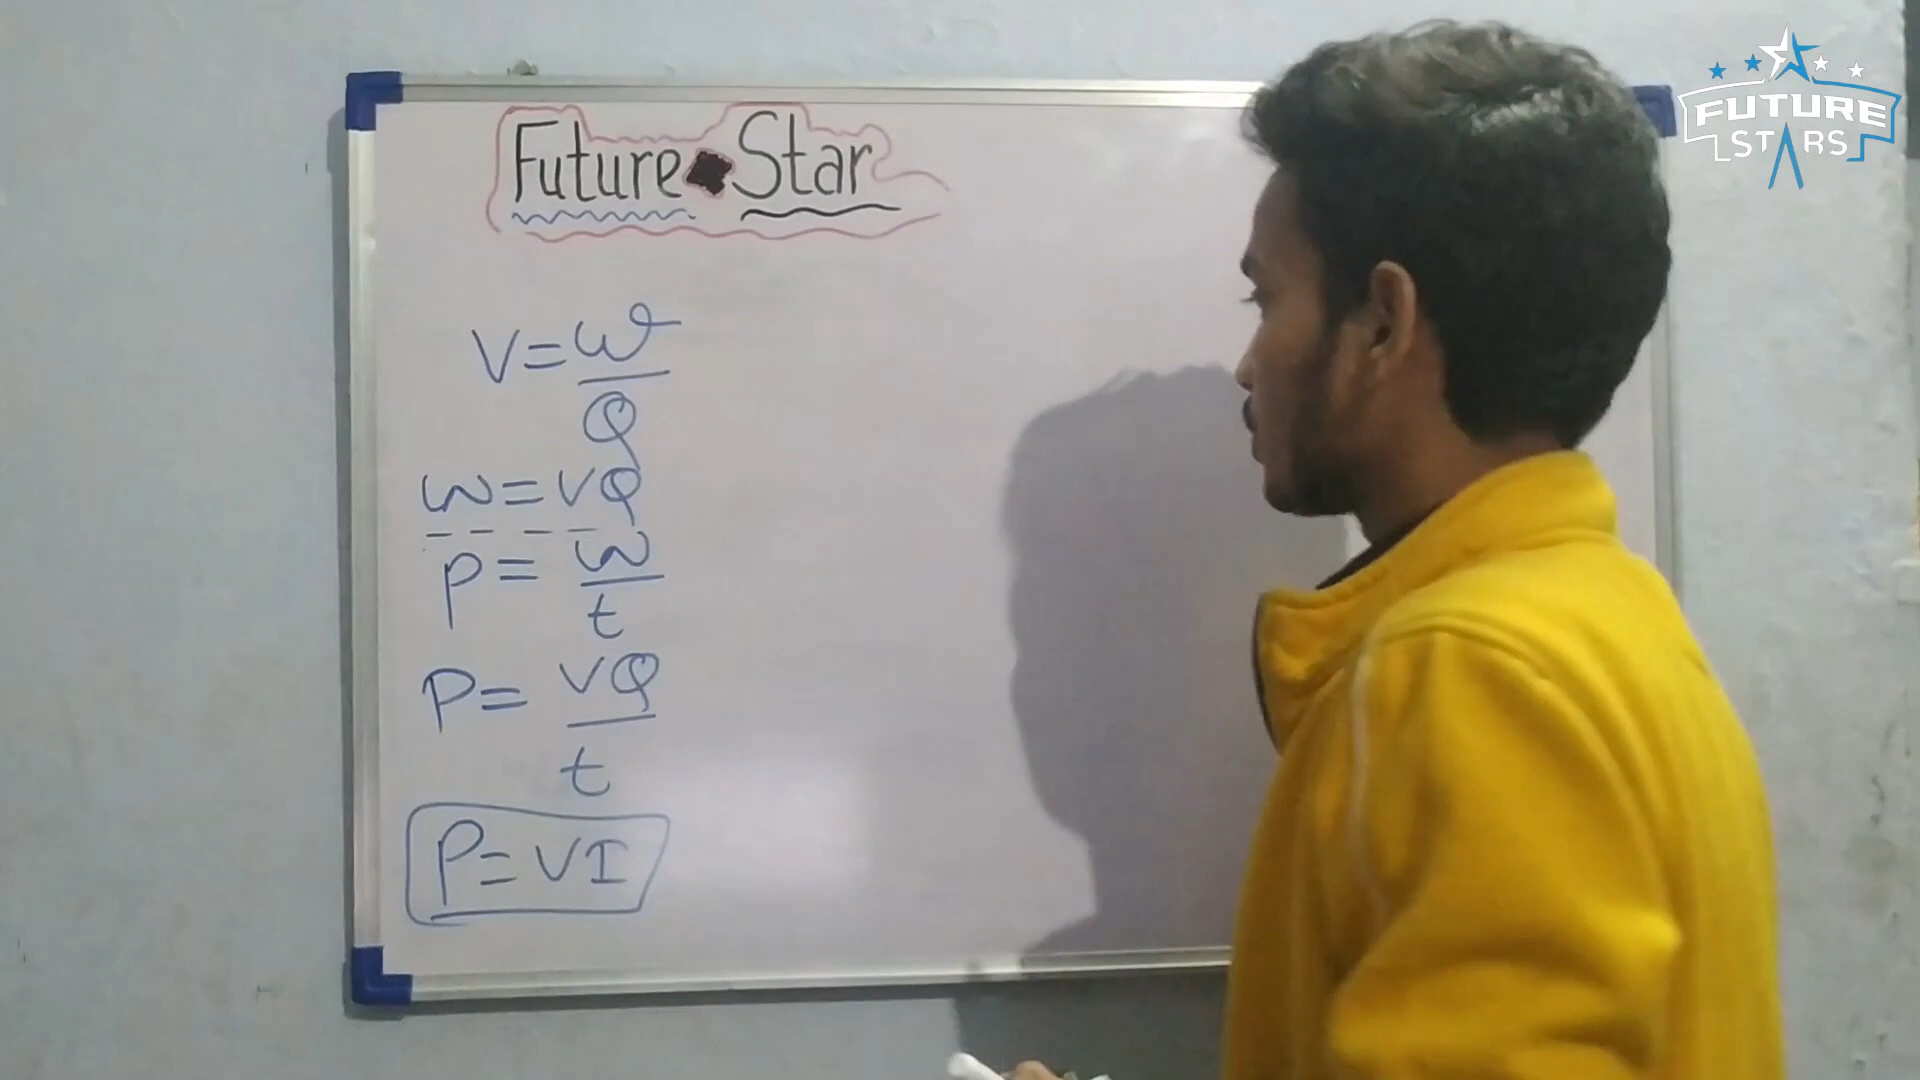 Future Star
V = W/Q
W = VQ
P = W/t
P = VQ/t
P = VI
FUTURE
STARS